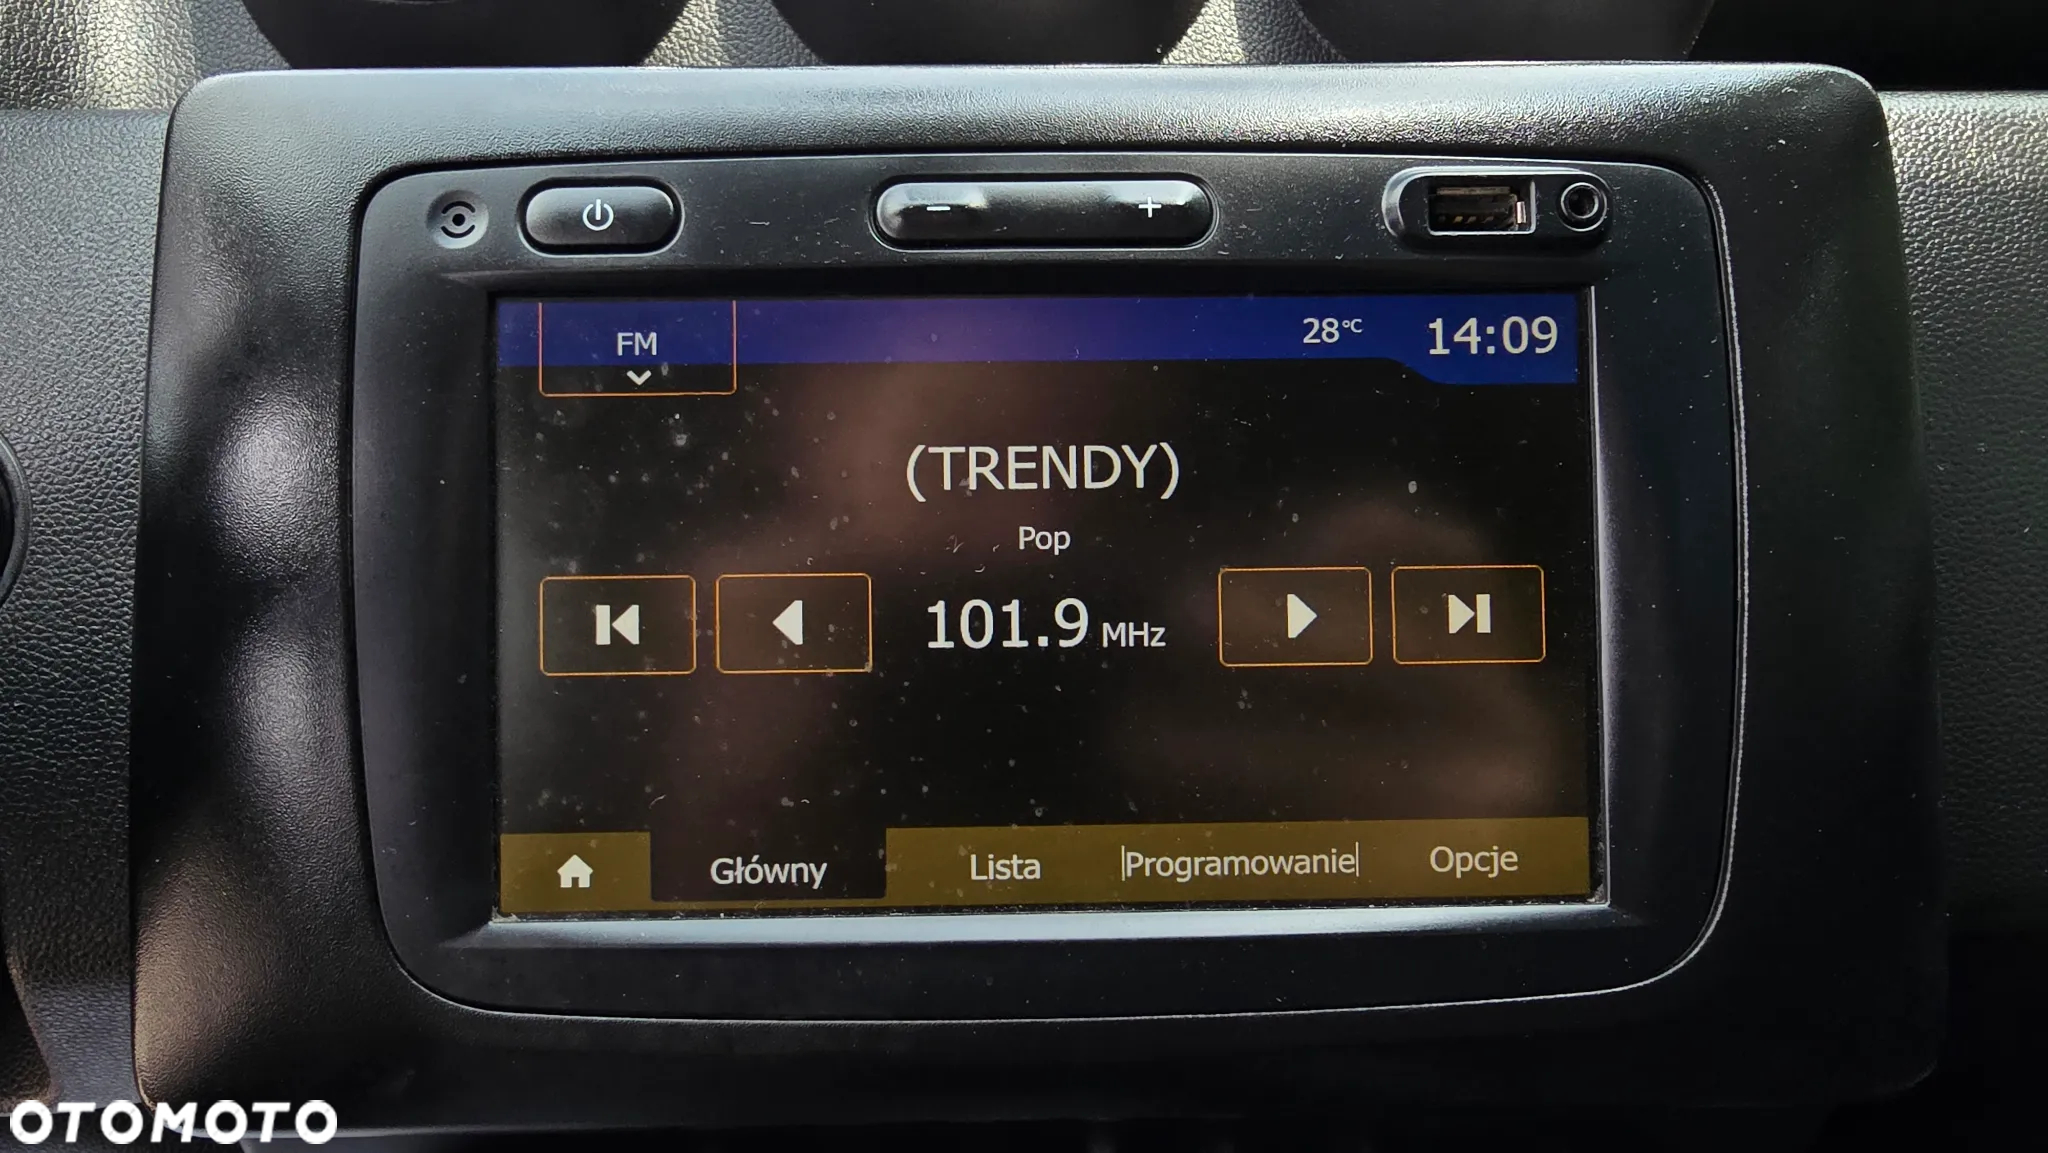 FM
28°C
14:09
(TRENDY)
Pop
101.9 MHz
Główny
Lista
Programowanie
Opcje
OTOMOTO